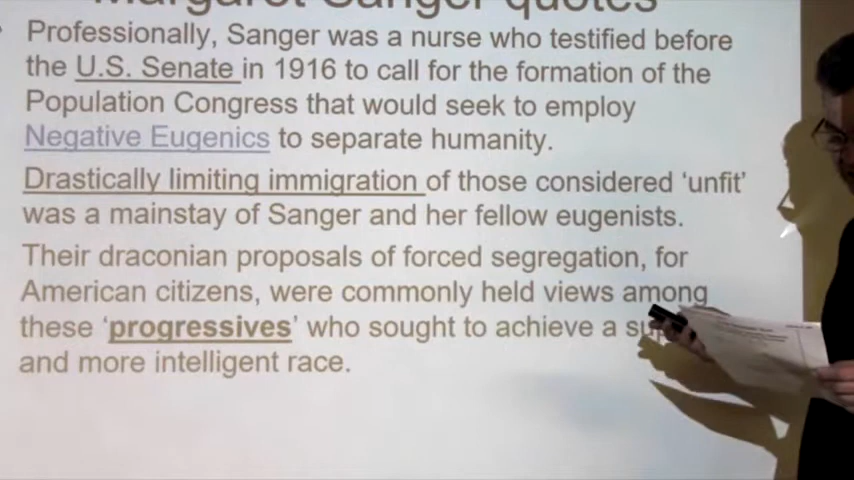 Margaret Sanger quotes
Professionally, Sanger was a nurse who testified before
the U.S. Senate in 1916 to call for the formation of the
Population Congress that would seek to employ
Negative Eugenics to separate humanity.
Drastically limiting immigration of those considered 'unfit'
was a mainstay of Sanger and her fellow eugenists.
Their draconian proposals of forced segregation, for
American citizens, were commonly held views among
these 'progressives' who sought to achieve a
and more intelligent race.